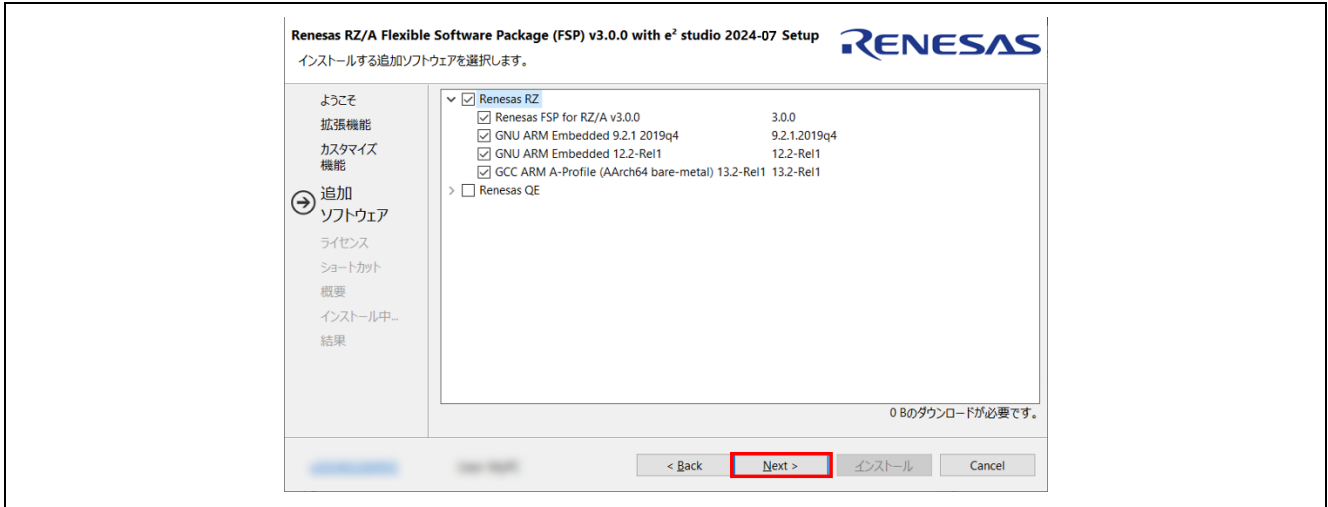 Renesas RZ/A Flexible Software Package (FSP) v3.0.0 with e² studio 2024-07 Setup
RENESAS
インストールする追加ソフトウェアを選択します。
ようこそ
拡張機能
カスタマイズ
機能
追加
ソフトウェア
ライセンス
ショートカット
概要
インストール中...
結果
Renesas RZ
Renesas FSP for RZ/A v3.0.0 3.0.0
GNU ARM Embedded 9.2.1 2019q4 9.2.1.2019q4
GNU ARM Embedded 12.2-Rel1 12.2-Rel1
GCC ARM A-Profile (AArch64 bare-metal) 13.2-Rel1 13.2-Rel1
Renesas QE
0 Bのダウンロードが必要です。
< Back Next > インストール Cancel